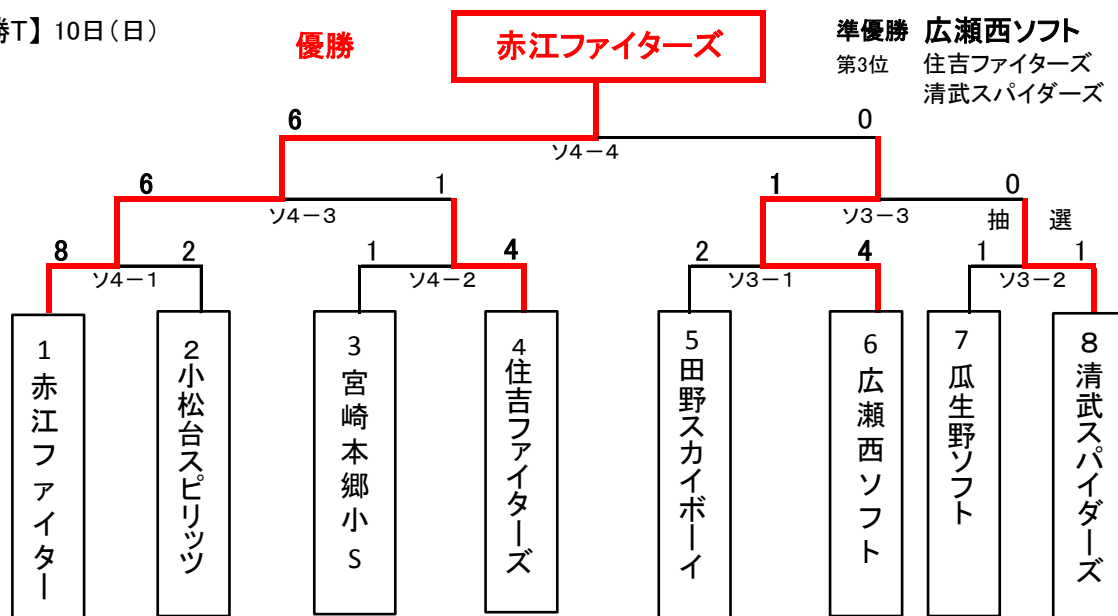 勝T】 10日(日)
優勝
赤江ファイターズ
準優勝 広瀬西ソフト
第3位 住吉ファイターズ
清武スパイダーズ
6 0
ソ4-4
6 1 1 0
ソ4-3 ソ3-3
抽 選
8 2 1 4 2 4 1 1
ソ4-1 ソ4-2 ソ3-1 ソ3-2
1赤江ファイター
2小松台スピリッツ
3宮崎本郷小S
4住吉ファイターズ
5田野スカイボーイ
6広瀬西ソフト
7瓜生野ソフト
8清武スパイダーズ